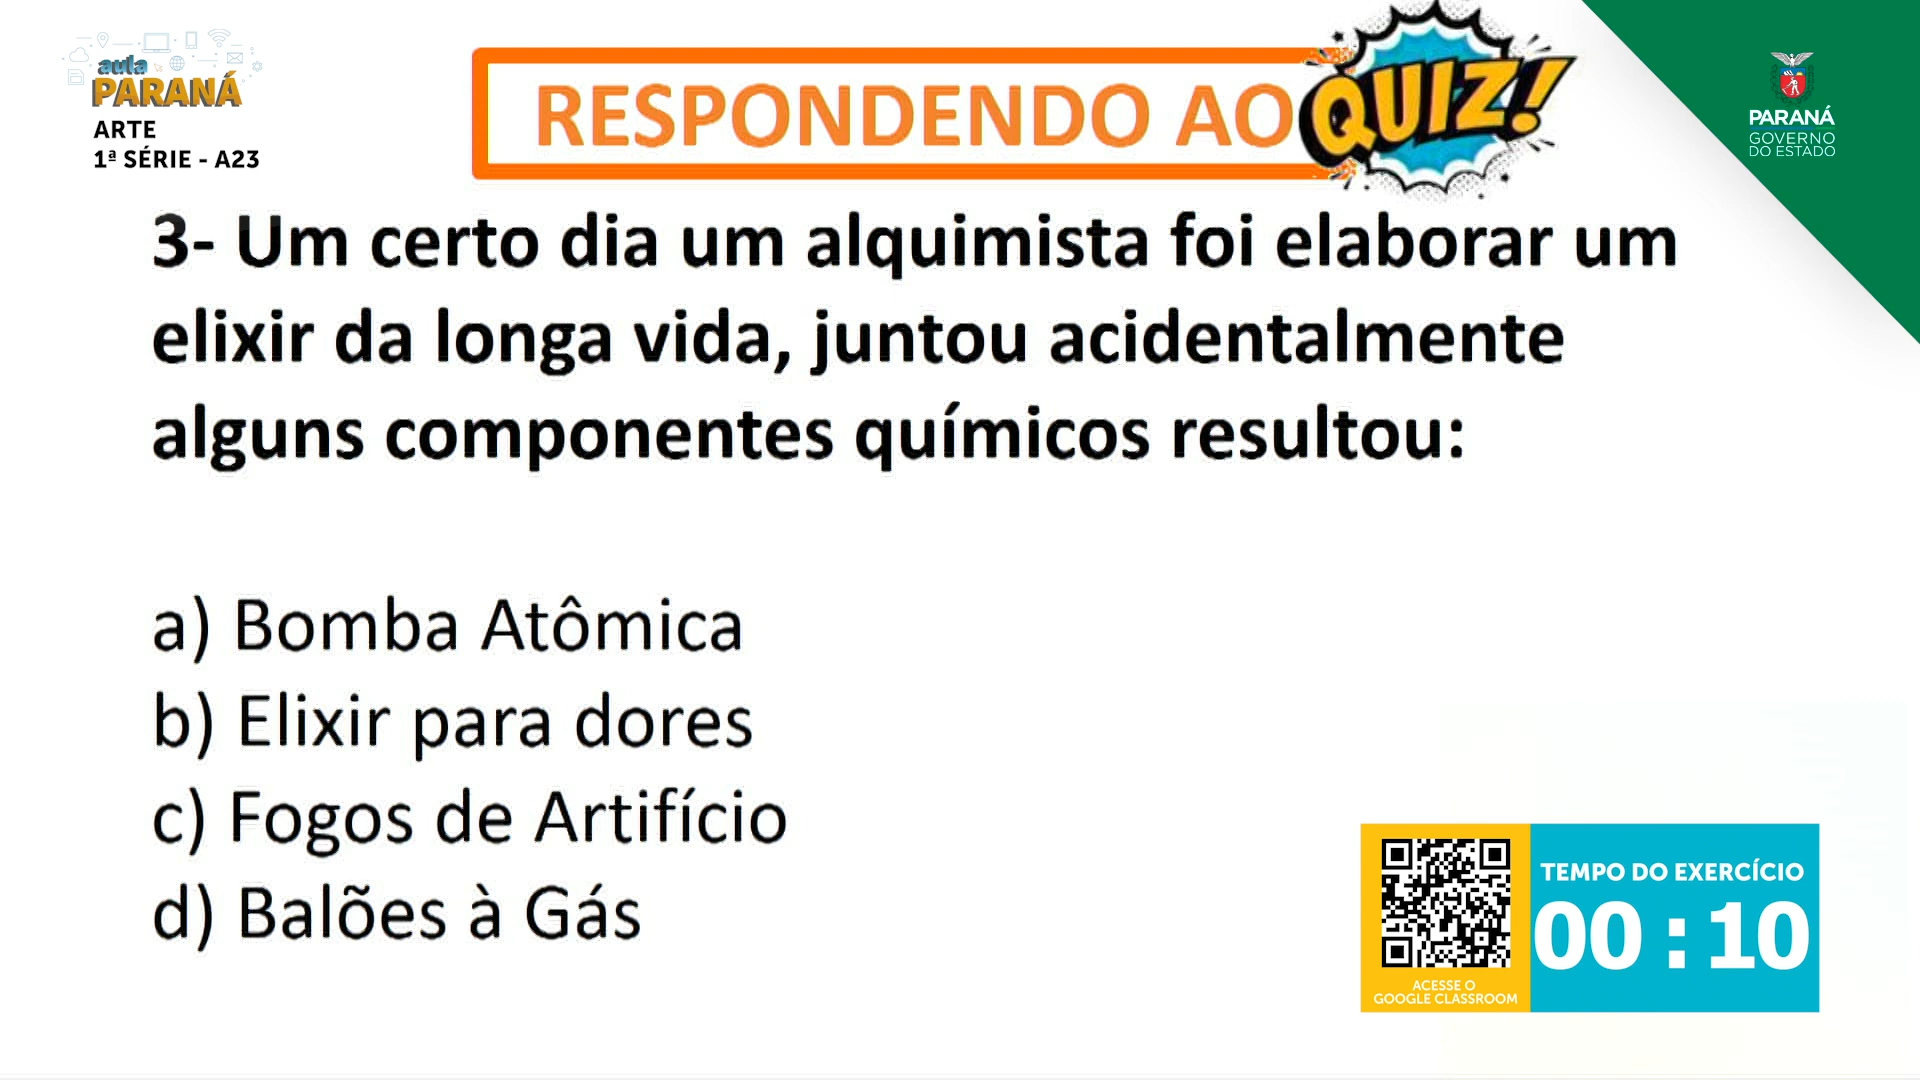 aula
PARANÁ
ARTE
1ª SÉRIE - A23
RESPONDENDO AO QUIZ!
PARANÁ
GOVERNO
DO ESTADO
3- Um certo dia um alquimista foi elaborar um
elixir da longa vida, juntou acidentalmente
alguns componentes químicos resultou:
a) Bomba Atômica
b) Elixir para dores
c) Fogos de Artifício
d) Balões à Gás
TEMPO DO EXERCÍCIO
00 : 10
ACESSE O
GOOGLE CLASSROOM